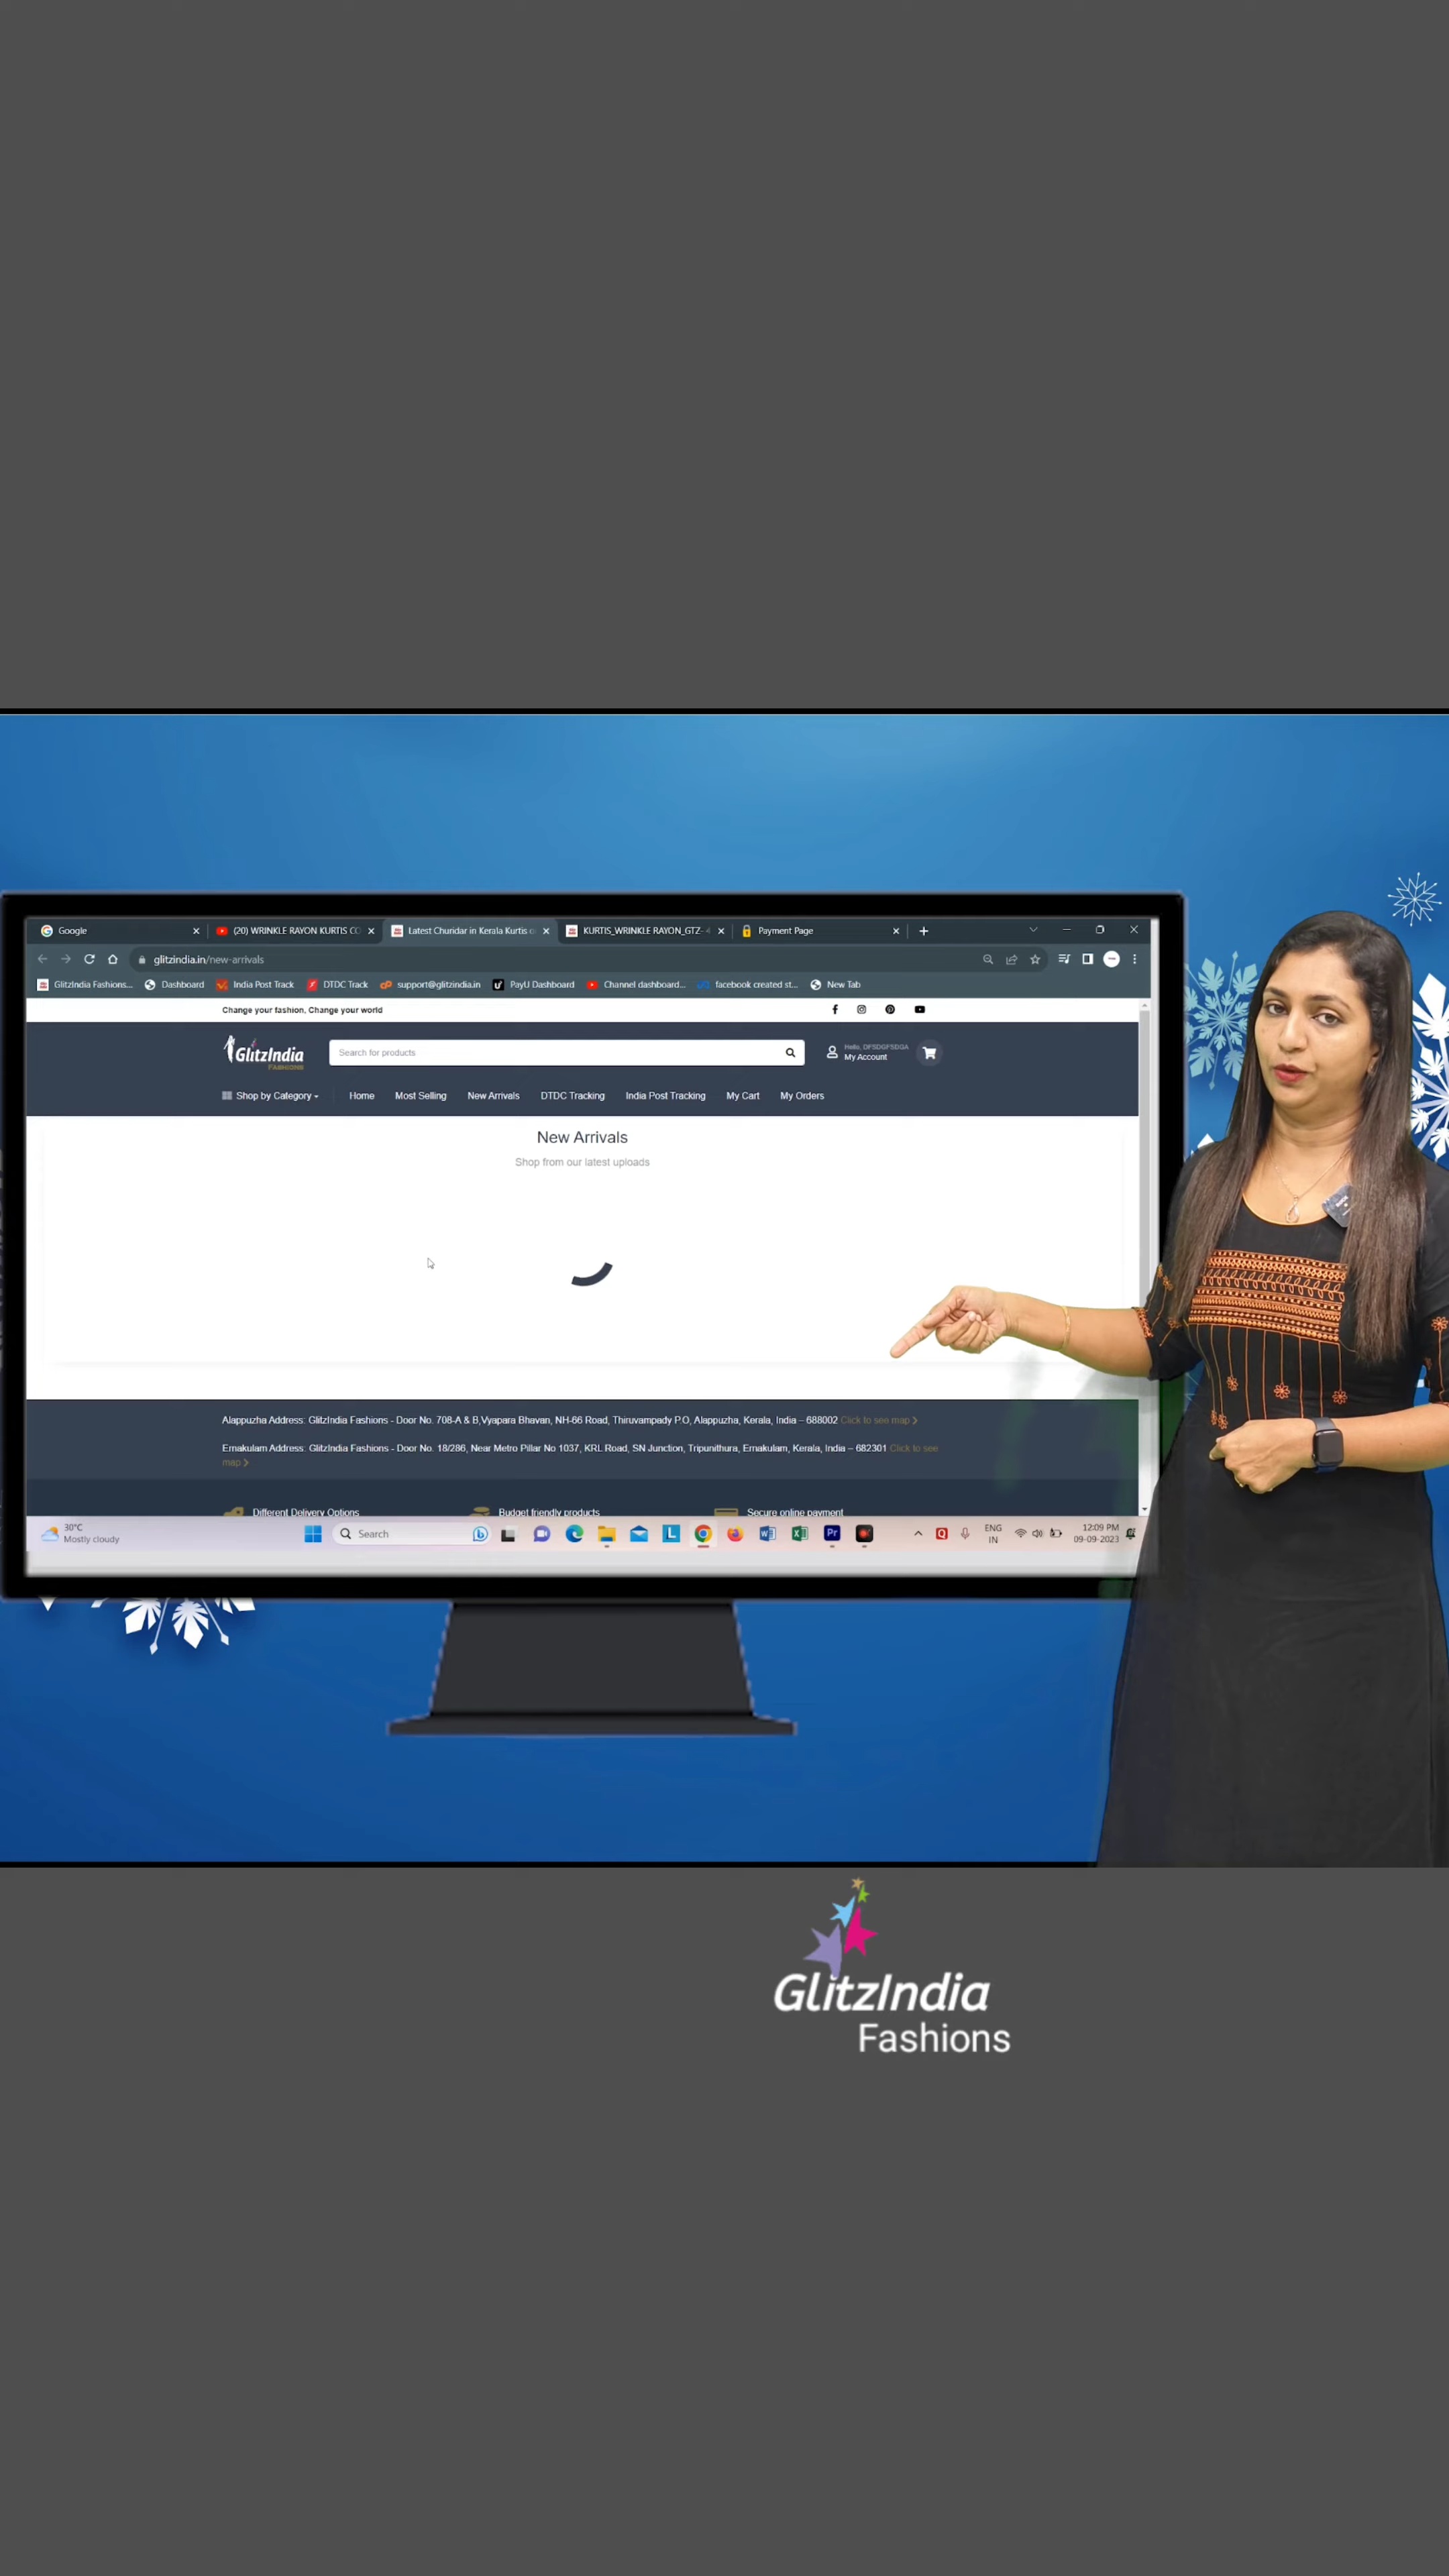 Google
(20) WRINKLE RAYON KURTIS CO
Latest Churidar in Kerala Kurtis o
KURTIS_WRINKLE RAYON_GTZ- 4
Payment Page
glitzindia.in/new-arrivals
GlitzIndia Fashions...
Dashboard
India Post Track
DTDC Track
support@glitzindia.in
PayU Dashboard
Channel dashboard...
facebook created st...
New Tab
Change your fashion, Change your world
GlitzIndia
FASHIONS
Search for products
Hello, DFSDGFSDGA
My Account
Shop by Category
Home
Most Selling
New Arrivals
DTDC Tracking
India Post Tracking
My Cart
My Orders
New Arrivals
Shop from our latest uploads
Alappuzha Address: GlitzIndia Fashions - Door No. 708-A & B,Vyapara Bhavan, NH-66 Road, Thiruvampady P.O, Alappuzha, Kerala, India – 688002 Click to see map >
Ernakulam Address: GlitzIndia Fashions - Door No. 18/286, Near Metro Pillar No 1037, KRL Road, SN Junction, Tripunithura, Ernakulam, Kerala, India – 682301 Click to see
map >
Different Delivery Options
Budget friendly products
Secure online payment
30°C
Mostly cloudy
Search
ENG
IN
12:09 PM
09-09-2023
GlitzIndia
Fashions